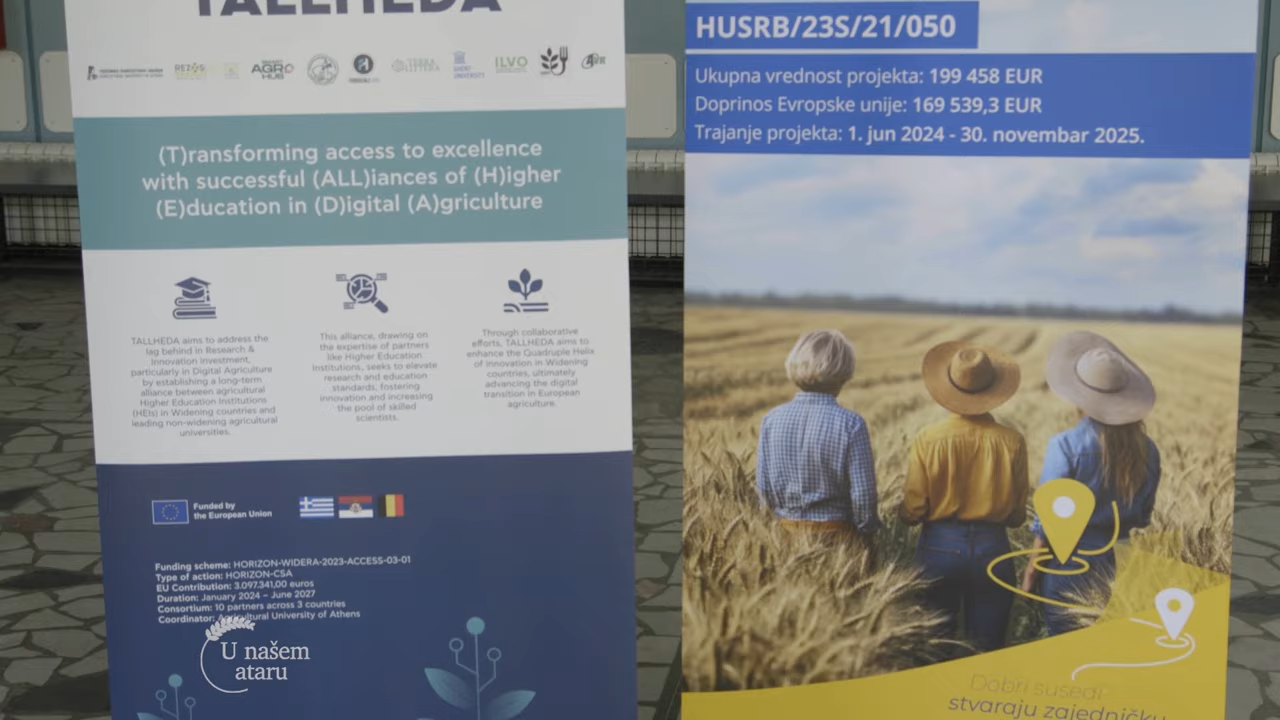 TALLHEDA
REZOS
AGRO
HUB
ILVO
(T)ransforming access to excellence
with successful (ALL)iances of (H)igher
(E)ducation in (D)igital (A)griculture
TALLHEDA aims to address the
lag behind in Research &
Innovation investment,
particularly in Digital Agriculture
by establishing a long-term
alliance between agricultural
Higher Education Institutions
(HEIs) in Widening countries and
leading non-widening agricultural
universities.
This alliance, drawing on
the expertise of partners
like Higher Education
Institutions, seeks to elevate
research and education
standards, fostering
innovation and increasing
the pool of skilled
scientists.
Through collaborative
efforts, TALLHEDA aims to
enhance the Quadruple Helix
of innovation in Widening
countries, ultimately
advancing the digital
transition in European
agriculture.
Funded by
the European Union
Funding scheme: HORIZON-WIDERA-2023-ACCESS-03-01
Type of action: HORIZON-CSA
EU Contribution: 3.097.341,00 euros
Duration: January 2024 – June 2027
Consortium: 10 partners across 3 countries
Coordinator: Agricultural University of Athens
U našem
ataru
HUSRB/23S/21/050
Ukupna vrednost projekta: 199 458 EUR
Doprinos Evropske unije: 169 539,3 EUR
Trajanje projekta: 1. jun 2024 - 30. novembar 2025.
Dobri susedi
stvaraju zajedničku